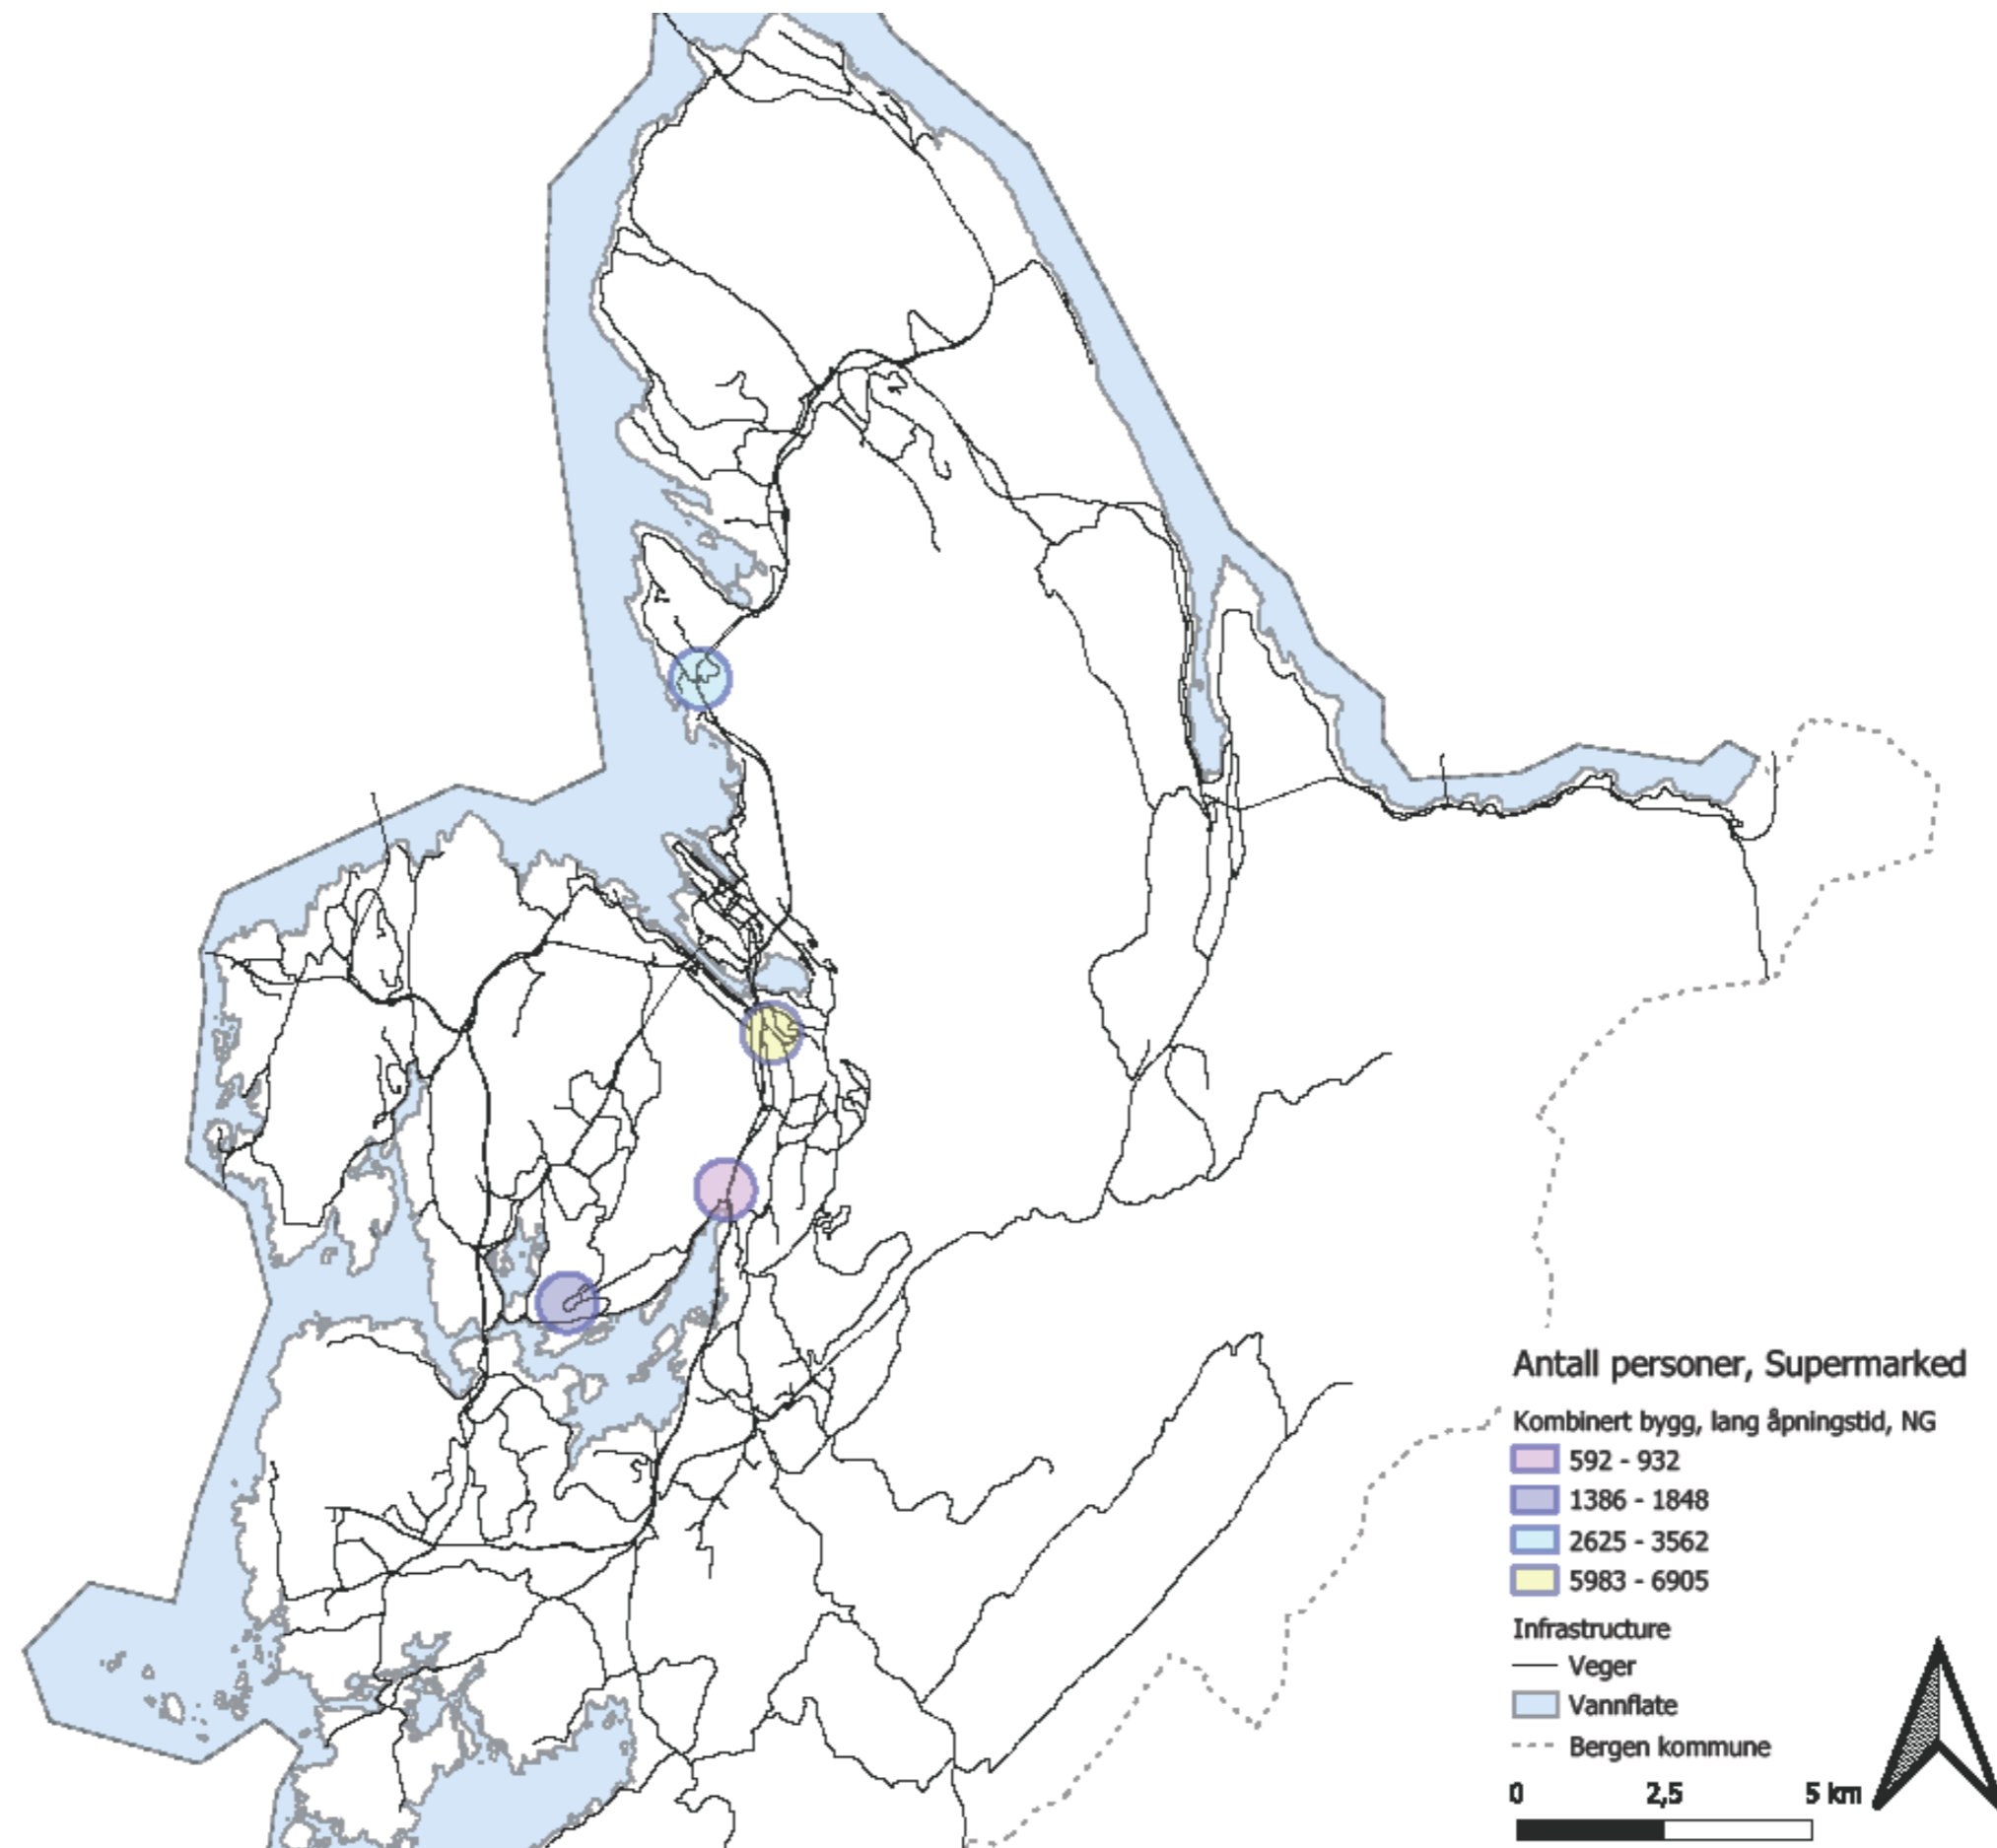 Antall personer, Supermarked
Kombinert bygg, lang åpningstid, NG
592 - 932
1386 - 1848
2625 - 3562
5983 - 6905
Infrastructure
Veger
Vannflate
Bergen kommune
0 2,5 5 km